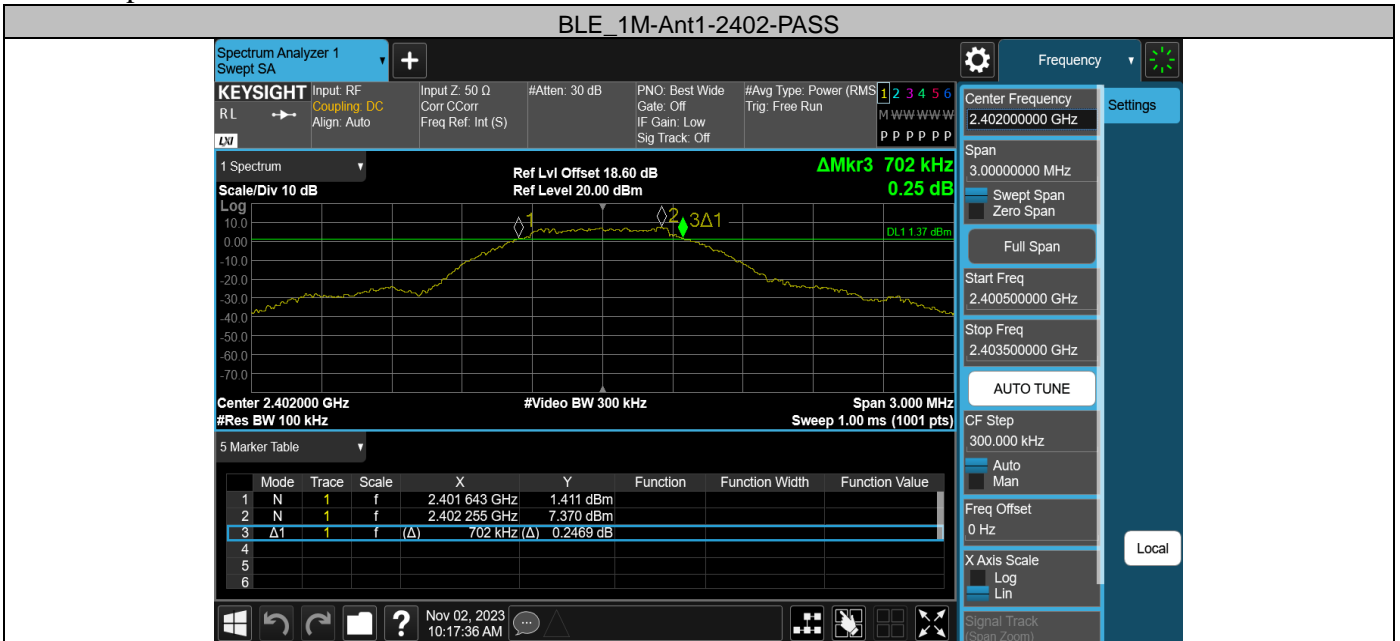 BLE_1M-Ant1-2402-PASS
Spectrum Analyzer 1
Swept SA
Frequency
KEYSIGHT
RL
LXI
Input: RF
Coupling: DC
Align: Auto
Input Z: 50 Ω
Corr CCorr
Freq Ref: Int (S)
#Atten: 30 dB
PNO: Best Wide
Gate: Off
IF Gain: Low
Sig Track: Off
#Avg Type: Power (RMS
Trig: Free Run
1 2 3 4 5 6
M W W W W W
P P P P P P
1 Spectrum
Scale/Div 10 dB
Ref Lvl Offset 18.60 dB
Ref Level 20.00 dBm
ΔMkr3 702 kHz
0.25 dB
Log
10.0
0.00
-10.0
-20.0
-30.0
-40.0
-50.0
-60.0
-70.0
1
2
3Δ1
DL1 1.37 dBm
Center 2.402000 GHz
#Video BW 300 kHz
Span 3.000 MHz
#Res BW 100 kHz
Sweep 1.00 ms (1001 pts)
5 Marker Table
Mode Trace Scale X Y Function Function Width Function Value
1 N 1 f 2.401 643 GHz 1.411 dBm
2 N 1 f 2.402 255 GHz 7.370 dBm
3 Δ1 1 f (Δ) 702 kHz (Δ) 0.2469 dB
4
5
6
Nov 02, 2023
10:17:36 AM
Center Frequency
2.402000000 GHz
Settings
Span
3.00000000 MHz
Swept Span
Zero Span
Full Span
Start Freq
2.400500000 GHz
Stop Freq
2.403500000 GHz
AUTO TUNE
CF Step
300.000 kHz
Auto
Man
Freq Offset
0 Hz
Local
X Axis Scale
Log
Lin
Signal Track
(Span Zoom)